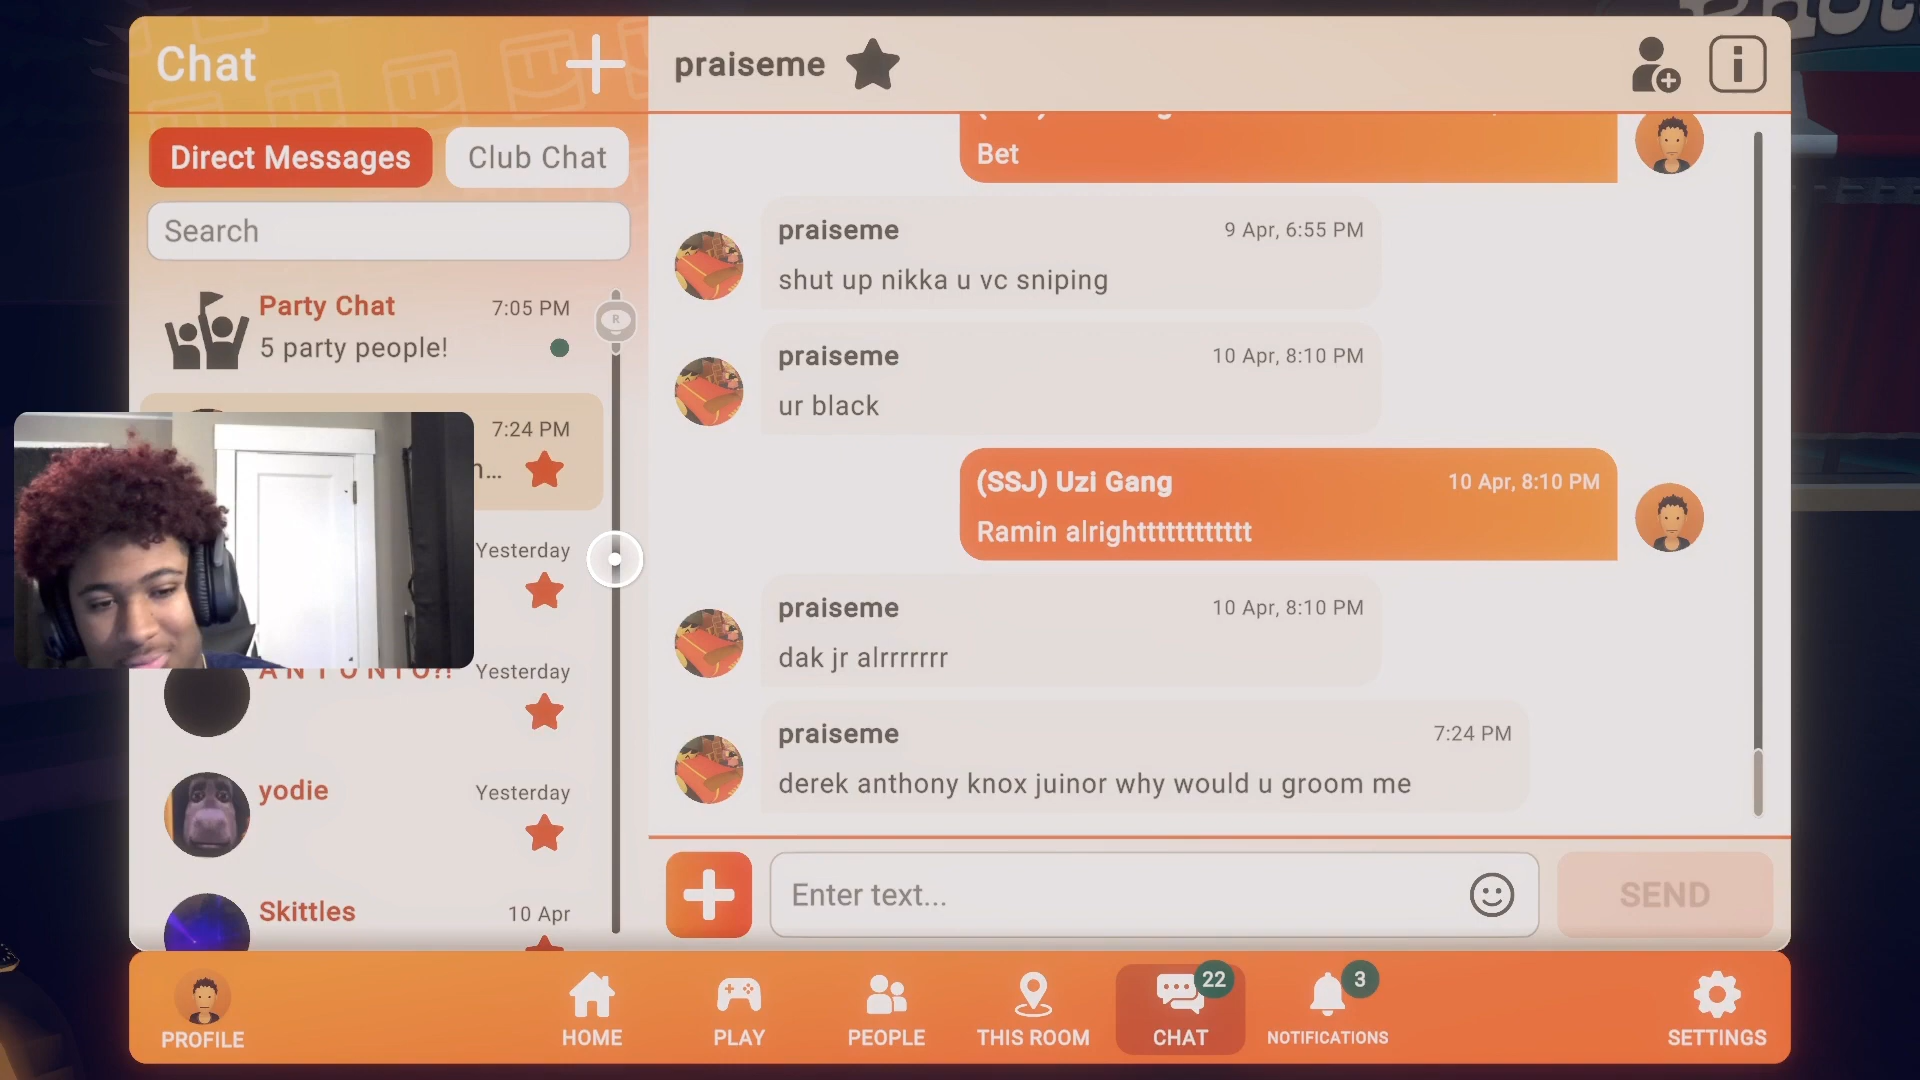 Chat
Direct Messages
Club Chat
Search
Party Chat
7:05 PM
5 party people!
7:24 PM
n...
Yesterday
A N T O N I O ?!
Yesterday
yodie
Yesterday
Skittles
10 Apr
praiseme
Bet
praiseme
9 Apr, 6:55 PM
shut up nikka u vc sniping
praiseme
10 Apr, 8:10 PM
ur black
(SSJ) Uzi Gang
10 Apr, 8:10 PM
Ramin alrighttttttttttttt
praiseme
10 Apr, 8:10 PM
dak jr alrrrrrrr
praiseme
7:24 PM
derek anthony knox juinor why would u groom me
Enter text...
SEND
PROFILE
HOME
PLAY
PEOPLE
THIS ROOM
22
CHAT
3
NOTIFICATIONS
SETTINGS